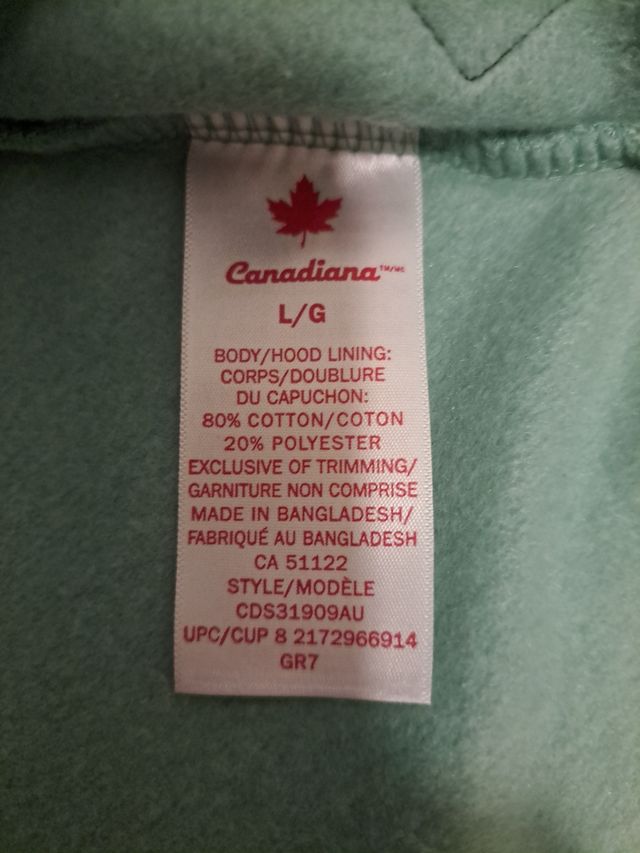 Canadiana™/MC
L/G
BODY/HOOD LINING:
CORPS/DOUBLURE
DU CAPUCHON:
80% COTTON/COTON
20% POLYESTER
EXCLUSIVE OF TRIMMING/
GARNITURE NON COMPRISE
MADE IN BANGLADESH/
FABRIQUÉ AU BANGLADESH
CA 51122
STYLE/MODÈLE
CDS31909AU
UPC/CUP 8 2172966914
GR7